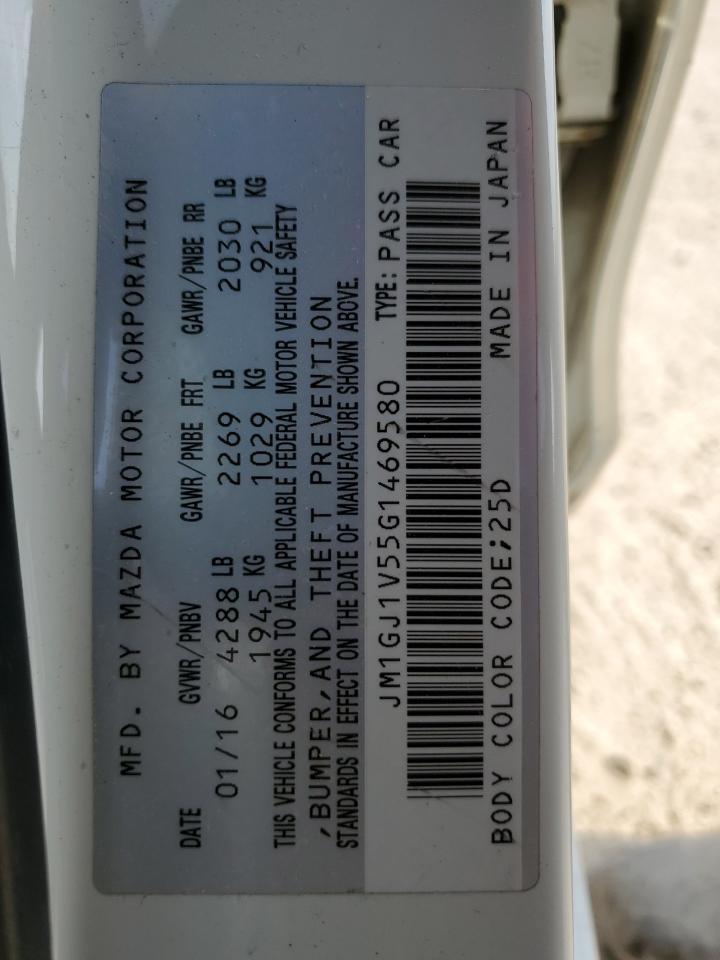 MFD. BY MAZDA MOTOR CORPORATION
DATE GVWR/PNBV GAWR/PNBE FRT GAWR/PNBE RR
01/16 4288 LB 2269 LB 2030 LB
1945 KG 1029 KG 921 KG
THIS VEHICLE CONFORMS TO ALL APPLICABLE FEDERAL MOTOR VEHICLE SAFETY
,BUMPER,AND THEFT PREVENTION
STANDARDS IN EFFECT ON THE DATE OF MANUFACTURE SHOWN ABOVE.
JM1GJ1V55G1469580 TYPE: PASS CAR
BODY COLOR CODE;25D MADE IN JAPAN